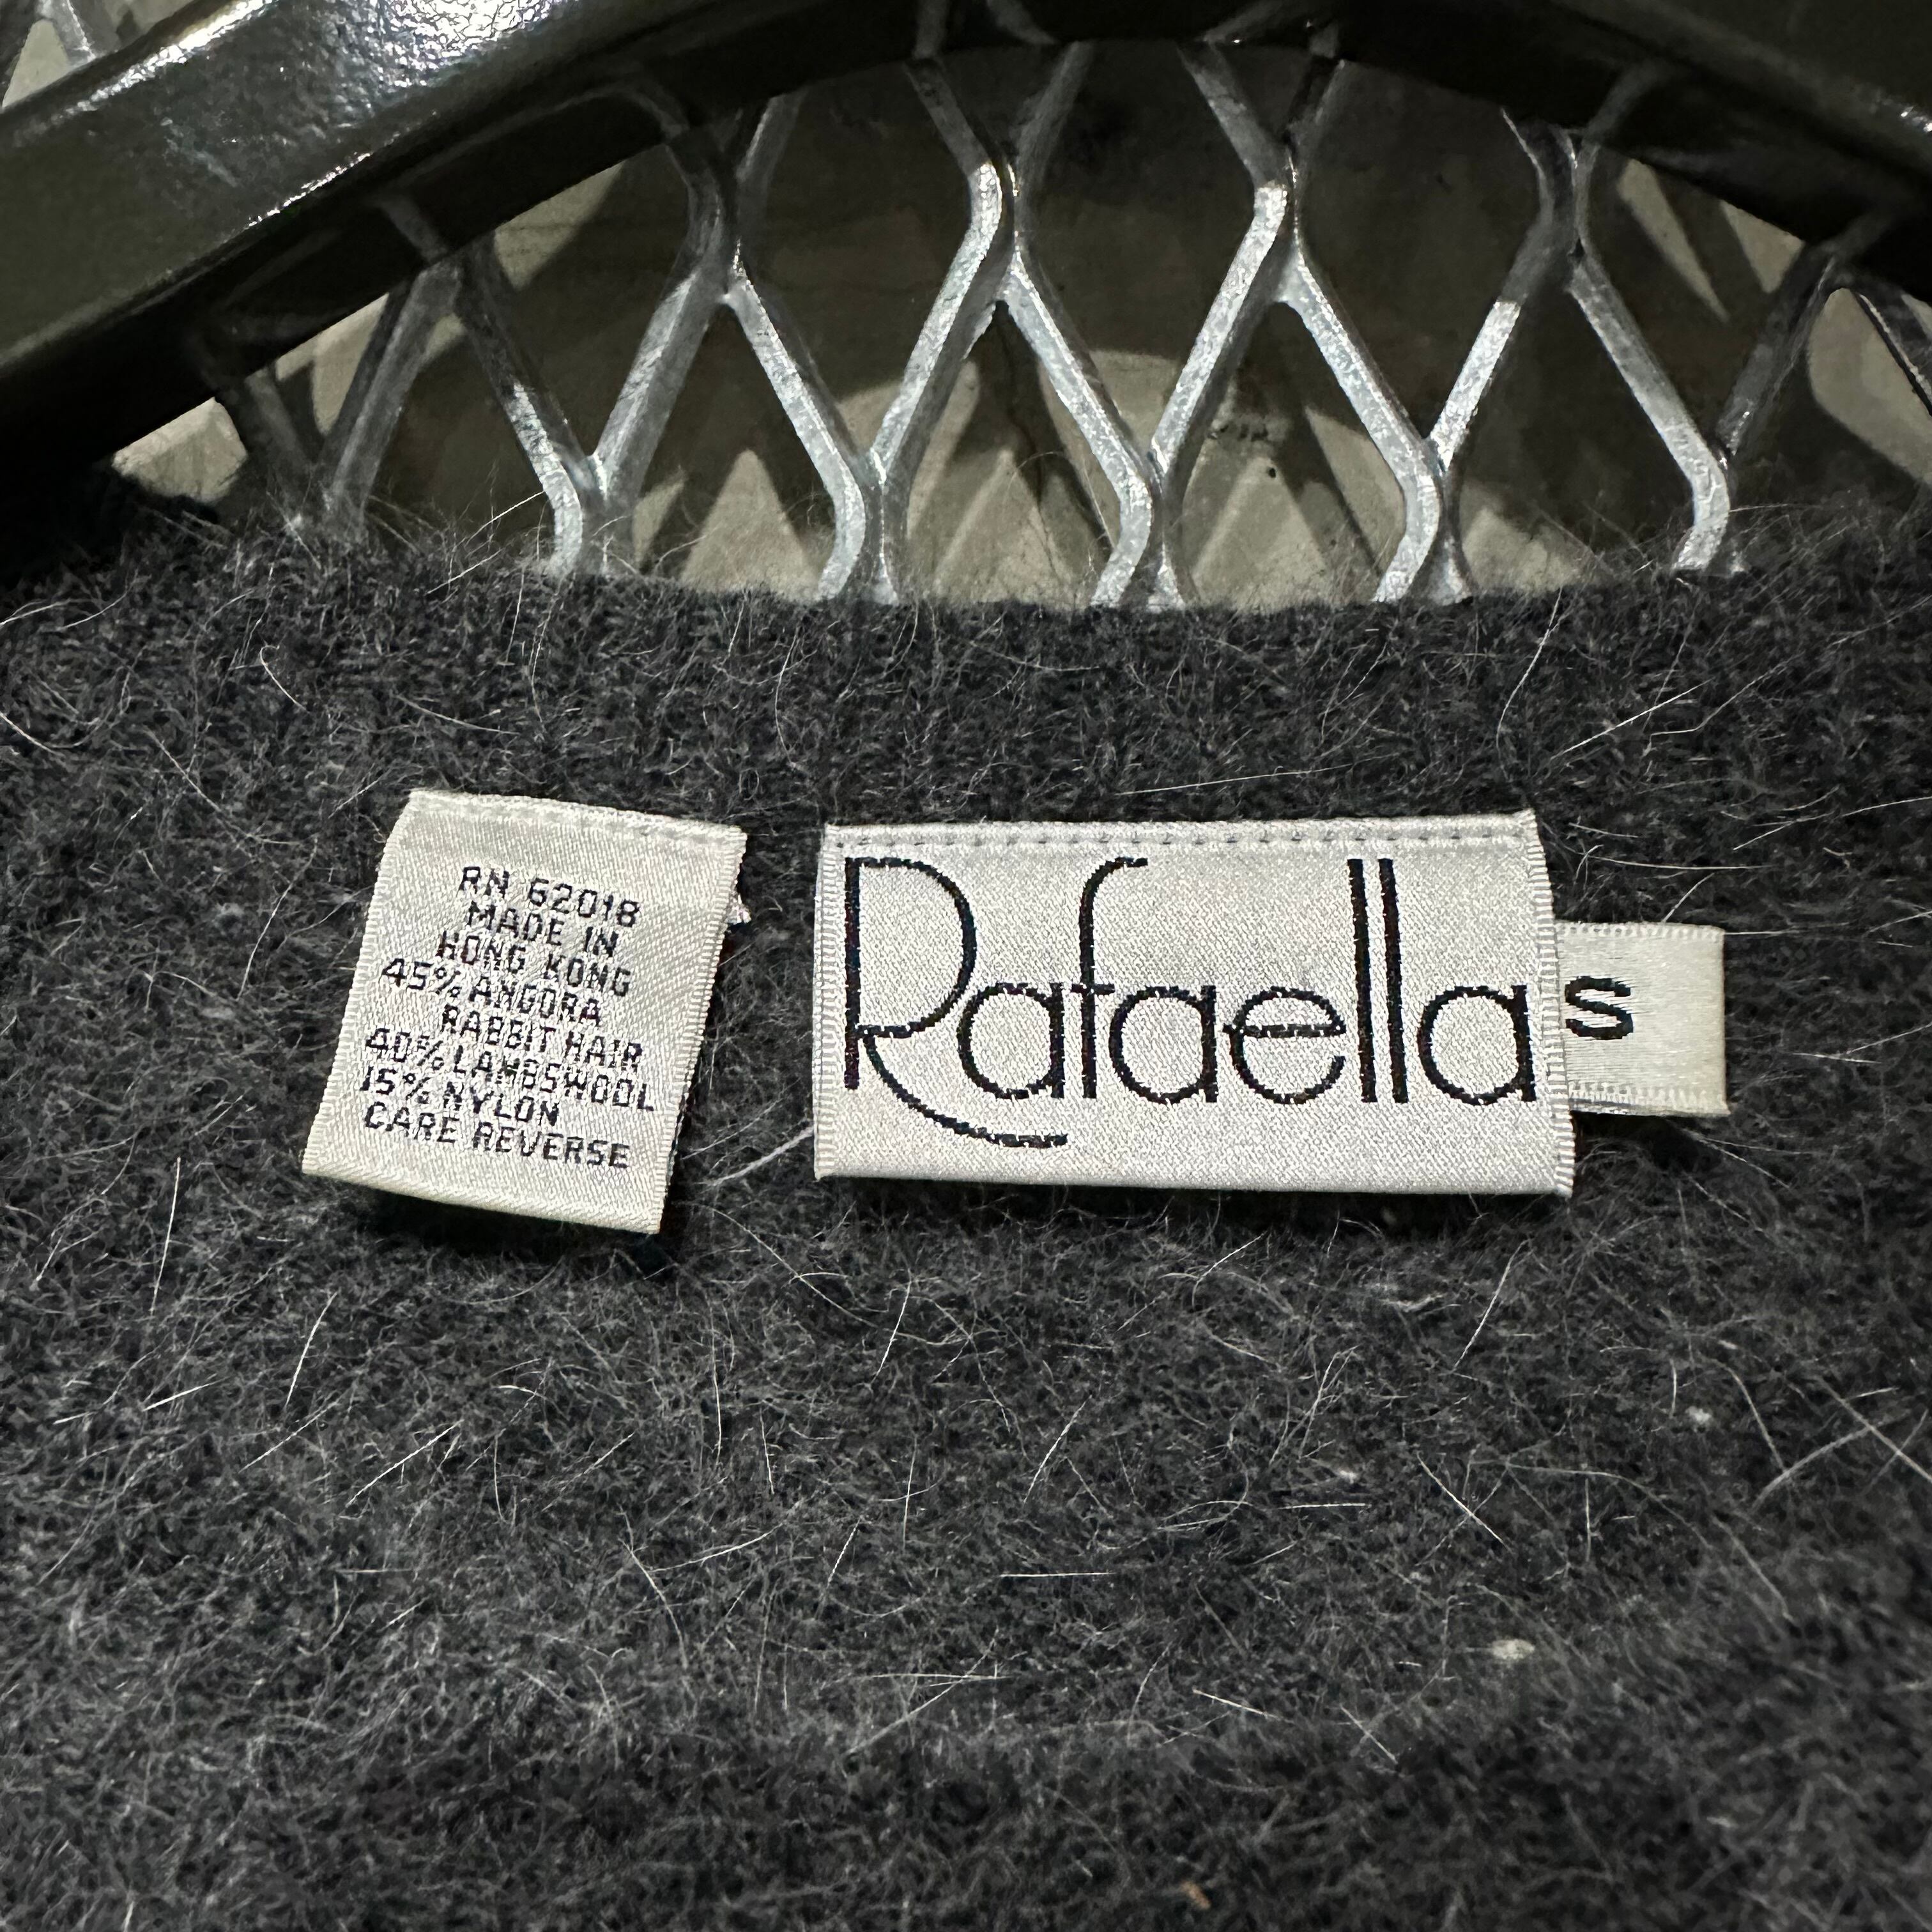 RN 62018
MADE IN
HONG KONG
45% ANGORA
RABBIT HAIR
40% LAMBSWOOL
15% NYLON
CARE REVERSE
Rafaella
S